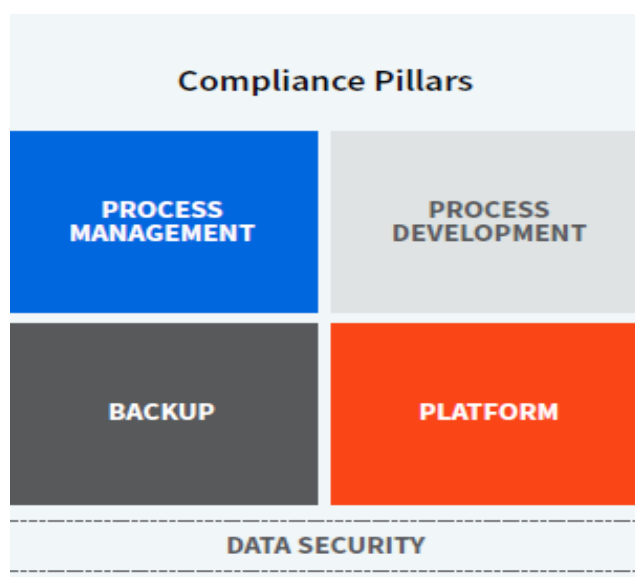 Compliance Pillars
PROCESS
MANAGEMENT
PROCESS
DEVELOPMENT
BACKUP
PLATFORM
DATA SECURITY